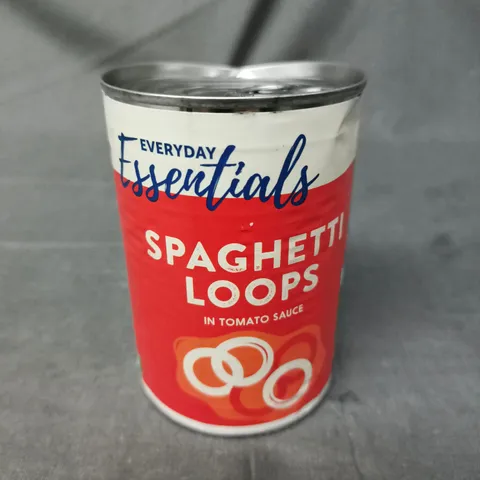 EVERYDAY
Essentials
SPAGHETTI
LOOPS
IN TOMATO SAUCE